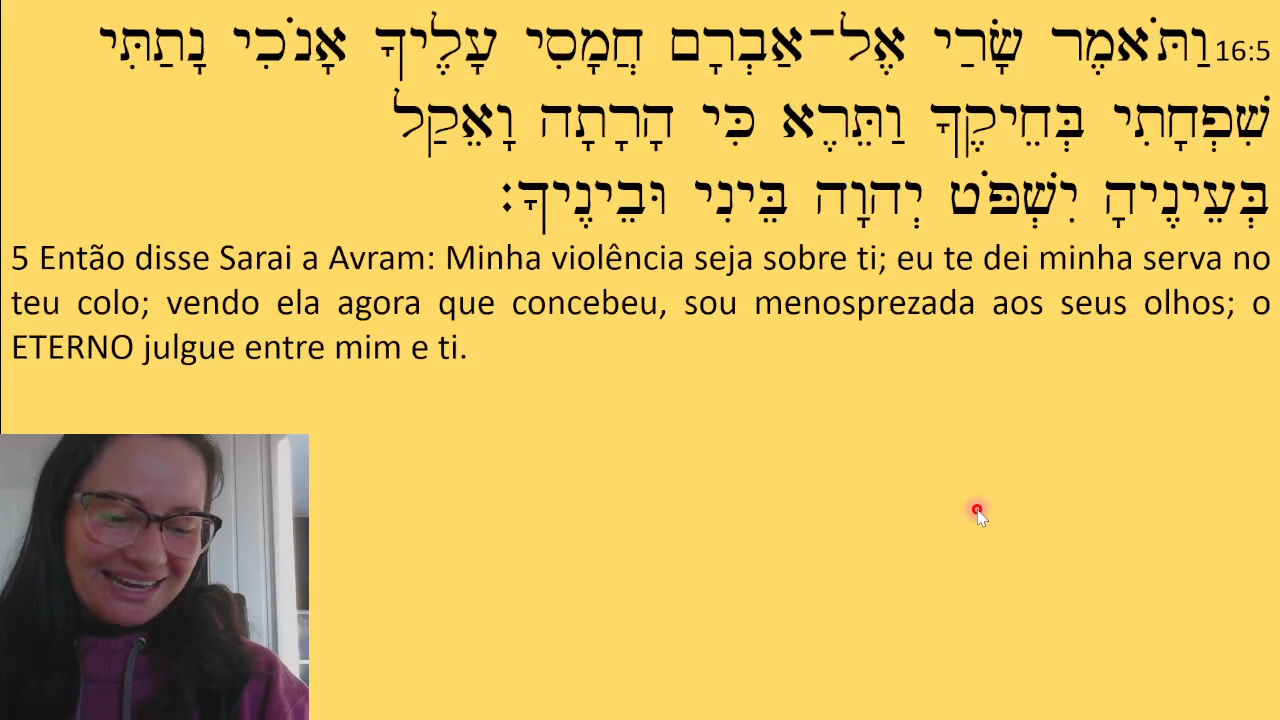 16:5 וַתֹּאמֶר שָׂרַי אֶל־אַבְרָם חֲמָסִי עָלֶיךָ אָנֹכִי נָתַתִּי
שִׁפְחָתִי בְּחֵיקֶךָ וַתֵּרֶא כִּי הָרָתָה וָאֵקַל
בְּעֵינֶיהָ יִשְׁפֹּט יְהוָה בֵּינִי וּבֵינֶיךָ׃
5 Então disse Sarai a Avram: Minha violência seja sobre ti; eu te dei minha serva no
teu colo; vendo ela agora que concebeu, sou menosprezada aos seus olhos; o
ETERNO julgue entre mim e ti.